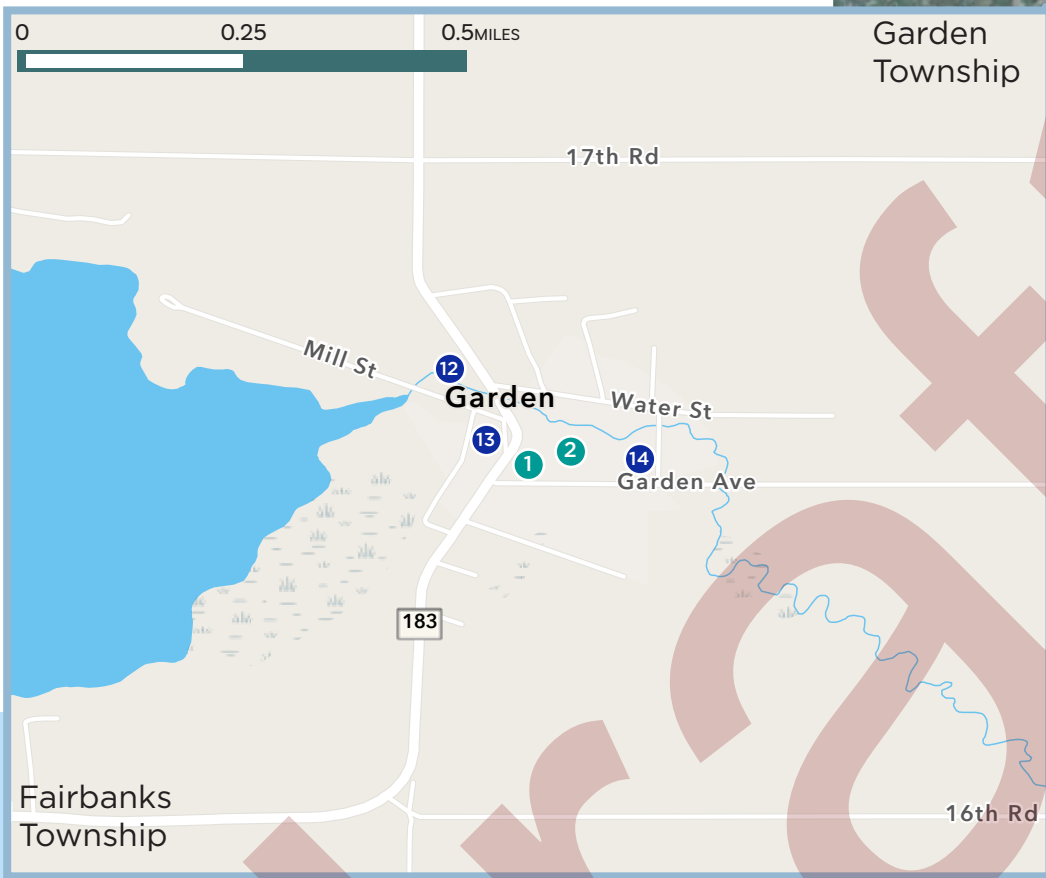 0 0.25 0.5MILES
Garden
Township
17th Rd
Mill St
12
Garden
Water St
13
1
2
14
Garden Ave
183
Fairbanks
Township
16th Rd